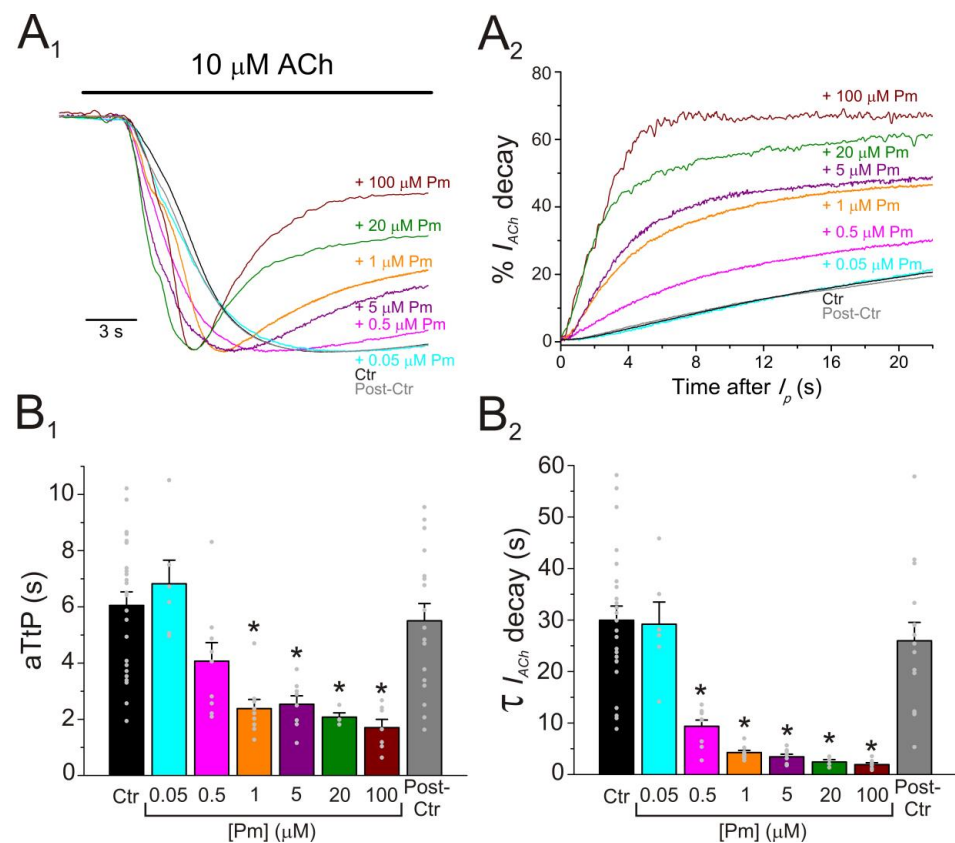 A1
10 μM ACh
+ 100 μM Pm
+ 20 μM Pm
+ 1 μM Pm
+ 5 μM Pm
+ 0.5 μM Pm
+ 0.05 μM Pm
Ctr
Post-Ctr
3 s
A2
% IACh decay
80
60
40
20
0
+ 100 μM Pm
+ 20 μM Pm
+ 5 μM Pm
+ 1 μM Pm
+ 0.5 μM Pm
+ 0.05 μM Pm
Ctr
Post-Ctr
0 4 8 12 16 20
Time after Ip (s)
B1
aTtP (s)
10
8
6
4
2
0
* * * *
Ctr 0.05 0.5 1 5 20 100 Post-
Ctr
[Pm] (μM)
B2
τ IACh decay (s)
60
50
40
30
20
10
0
* * * * *
Ctr 0.05 0.5 1 5 20 100 Post-
Ctr
[Pm] (μM)